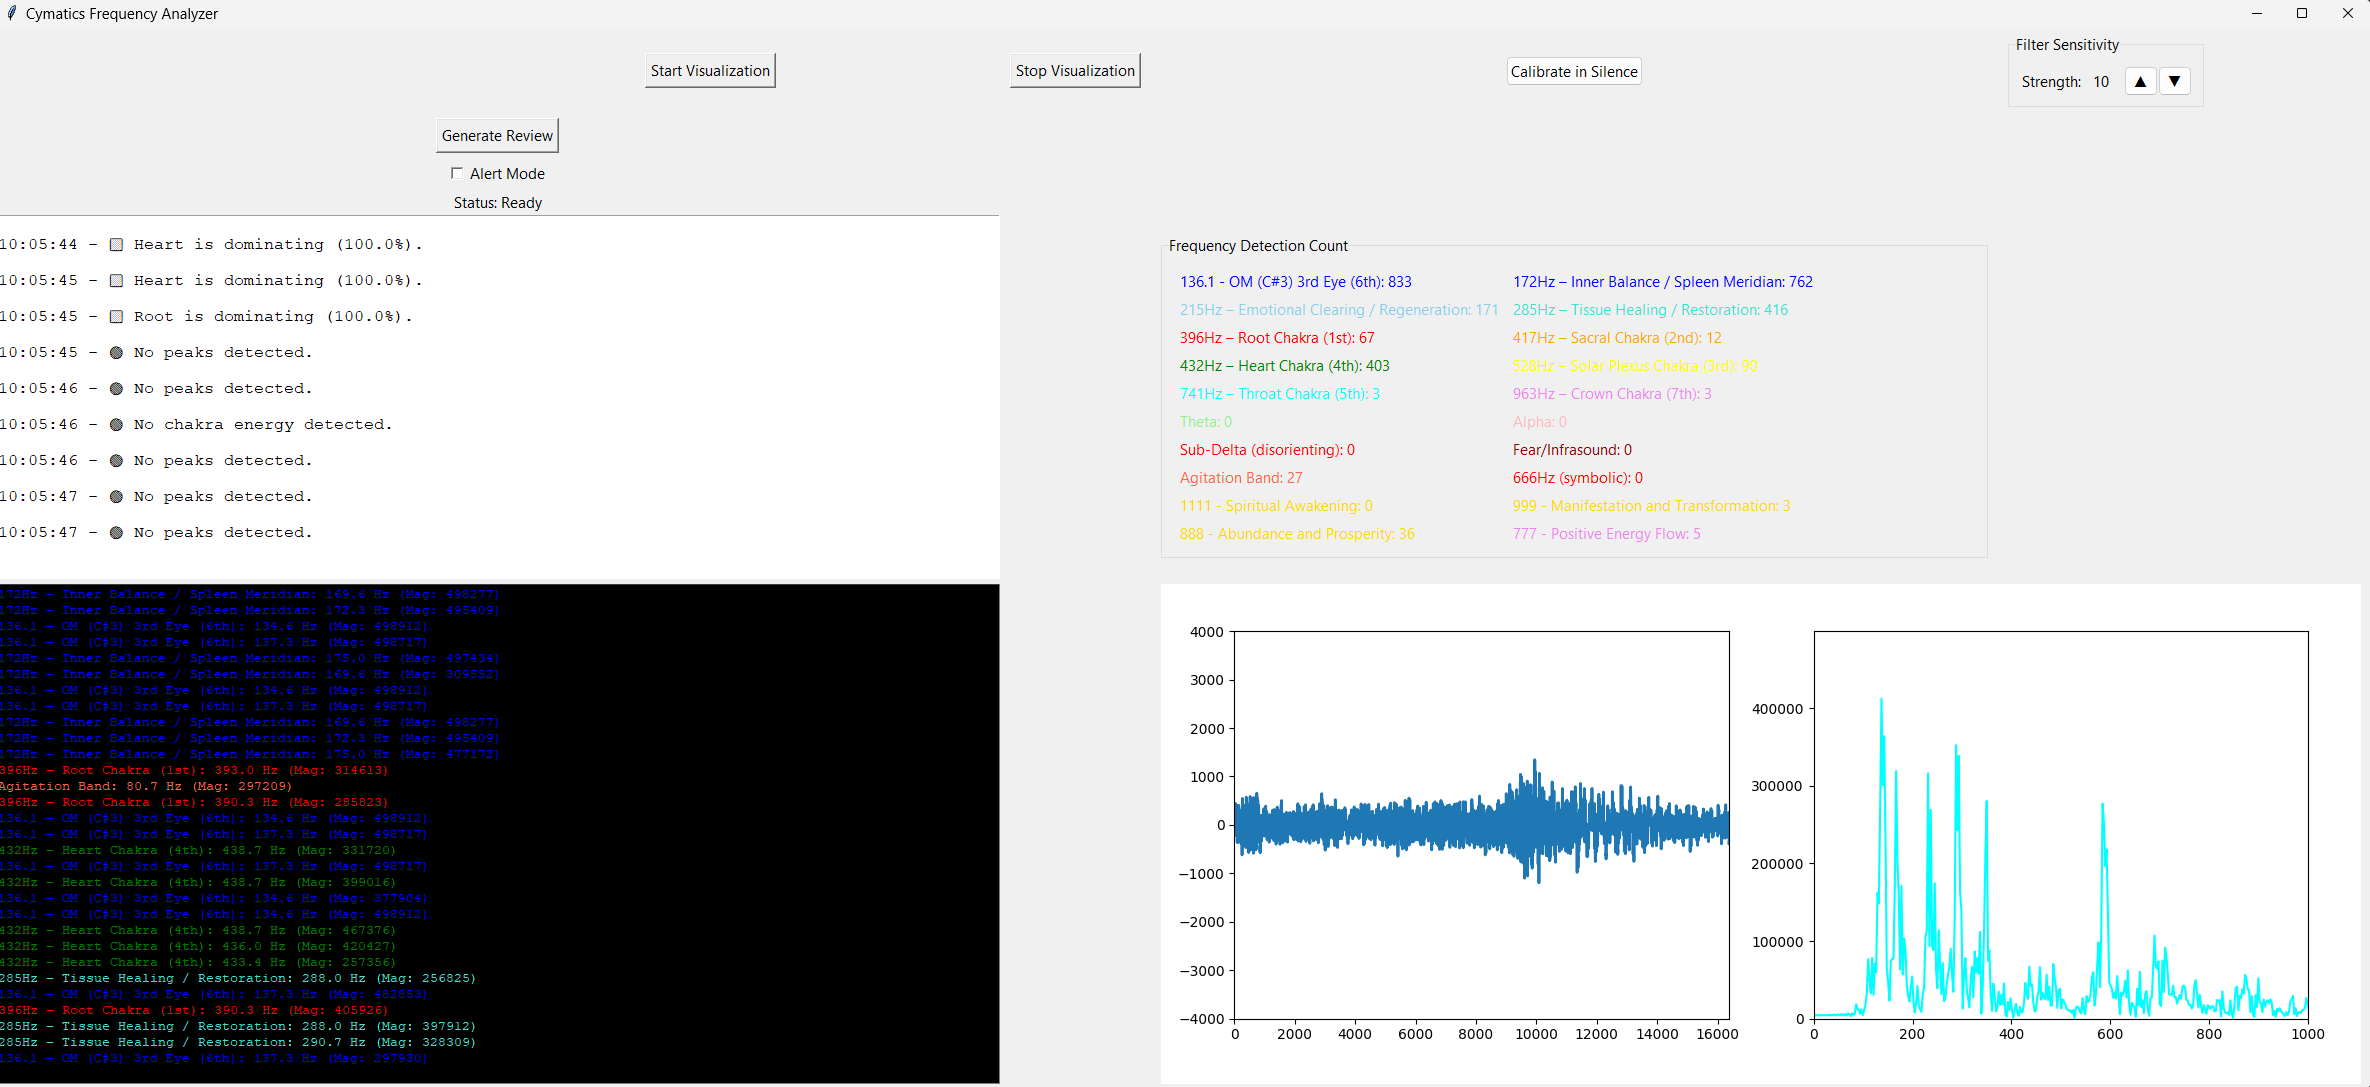 Cymatics Frequency Analyzer
Start Visualization
Stop Visualization
Calibrate in Silence
Filter Sensitivity
Strength: 10 ▲ ▼
Generate Review
Alert Mode
Status: Ready
10:05:44 - Heart is dominating (100.0%).
10:05:45 - Heart is dominating (100.0%).
10:05:45 - Root is dominating (100.0%).
10:05:45 - No peaks detected.
10:05:46 - No peaks detected.
10:05:46 - No chakra energy detected.
10:05:46 - No peaks detected.
10:05:47 - No peaks detected.
10:05:47 - No peaks detected.
Frequency Detection Count
136.1 - OM (C#3) 3rd Eye (6th): 833
172Hz – Inner Balance / Spleen Meridian: 762
215Hz – Emotional Clearing / Regeneration: 171
285Hz – Tissue Healing / Restoration: 416
396Hz – Root Chakra (1st): 67
417Hz – Sacral Chakra (2nd): 12
432Hz – Heart Chakra (4th): 403
528Hz – Solar Plexus Chakra (3rd): 90
741Hz – Throat Chakra (5th): 3
963Hz – Crown Chakra (7th): 3
Theta: 0
Alpha: 0
Sub-Delta (disorienting): 0
Fear/Infrasound: 0
Agitation Band: 27
666Hz (symbolic): 0
1111 - Spiritual Awakening: 0
999 - Manifestation and Transformation: 3
888 - Abundance and Prosperity: 36
777 - Positive Energy Flow: 5
172Hz – Inner Balance / Spleen Meridian: 169.6 Hz (Mag: 498377)
172Hz – Inner Balance / Spleen Meridian: 172.3 Hz (Mag: 495409)
136.1 - OM (C#3) 3rd Eye (6th): 134.6 Hz (Mag: 498912)
136.1 - OM (C#3) 3rd Eye (6th): 137.3 Hz (Mag: 498717)
172Hz – Inner Balance / Spleen Meridian: 175.0 Hz (Mag: 497434)
172Hz – Inner Balance / Spleen Meridian: 169.6 Hz (Mag: 309552)
136.1 - OM (C#3) 3rd Eye (6th): 134.6 Hz (Mag: 498912)
136.1 - OM (C#3) 3rd Eye (6th): 137.3 Hz (Mag: 498717)
172Hz – Inner Balance / Spleen Meridian: 169.6 Hz (Mag: 498377)
172Hz – Inner Balance / Spleen Meridian: 172.3 Hz (Mag: 495409)
172Hz – Inner Balance / Spleen Meridian: 175.0 Hz (Mag: 477172)
396Hz – Root Chakra (1st): 393.0 Hz (Mag: 314613)
Agitation Band: 80.7 Hz (Mag: 297209)
396Hz – Root Chakra (1st): 390.3 Hz (Mag: 285823)
136.1 - OM (C#3) 3rd Eye (6th): 134.6 Hz (Mag: 498912)
136.1 - OM (C#3) 3rd Eye (6th): 137.3 Hz (Mag: 498717)
432Hz – Heart Chakra (4th): 438.7 Hz (Mag: 331720)
136.1 - OM (C#3) 3rd Eye (6th): 137.3 Hz (Mag: 498717)
432Hz – Heart Chakra (4th): 438.7 Hz (Mag: 399016)
136.1 - OM (C#3) 3rd Eye (6th): 134.6 Hz (Mag: 377904)
136.1 - OM (C#3) 3rd Eye (6th): 134.6 Hz (Mag: 498912)
432Hz – Heart Chakra (4th): 438.7 Hz (Mag: 467376)
432Hz – Heart Chakra (4th): 436.0 Hz (Mag: 420427)
432Hz – Heart Chakra (4th): 433.4 Hz (Mag: 257356)
285Hz – Tissue Healing / Restoration: 288.0 Hz (Mag: 256825)
136.1 - OM (C#3) 3rd Eye (6th): 137.3 Hz (Mag: 482853)
396Hz – Root Chakra (1st): 390.3 Hz (Mag: 405926)
285Hz – Tissue Healing / Restoration: 288.0 Hz (Mag: 397912)
285Hz – Tissue Healing / Restoration: 290.7 Hz (Mag: 328309)
136.1 - OM (C#3) 3rd Eye (6th): 137.3 Hz (Mag: 297930)
4000
3000
2000
1000
0
−1000
−2000
−3000
−4000
0 2000 4000 6000 8000 10000 12000 14000 16000
400000
300000
200000
100000
0
0 200 400 600 800 1000